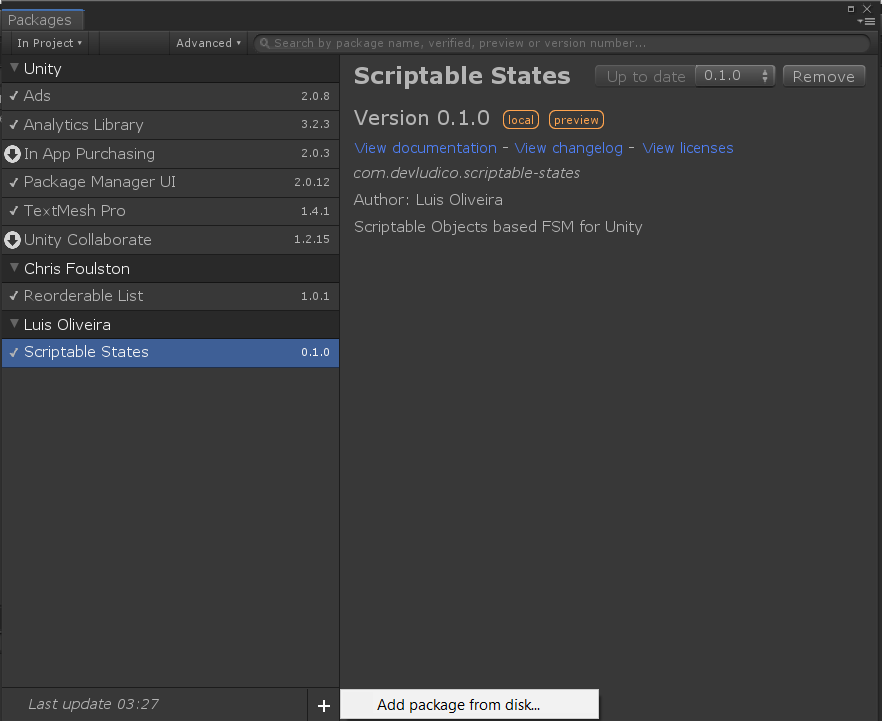 Packages
In Project
Advanced
Search by package name, verified, preview or version number...
Unity
Ads 2.0.8
Analytics Library 3.2.3
In App Purchasing 2.0.3
Package Manager UI 2.0.12
TextMesh Pro 1.4.1
Unity Collaborate 1.2.15
Chris Foulston
Reorderable List 1.0.1
Luis Oliveira
Scriptable States 0.1.0
Last update 03:27
+
Scriptable States Up to date 0.1.0 Remove
Version 0.1.0 local preview
View documentation - View changelog - View licenses
com.devludico.scriptable-states
Author: Luis Oliveira
Scriptable Objects based FSM for Unity
Add package from disk...